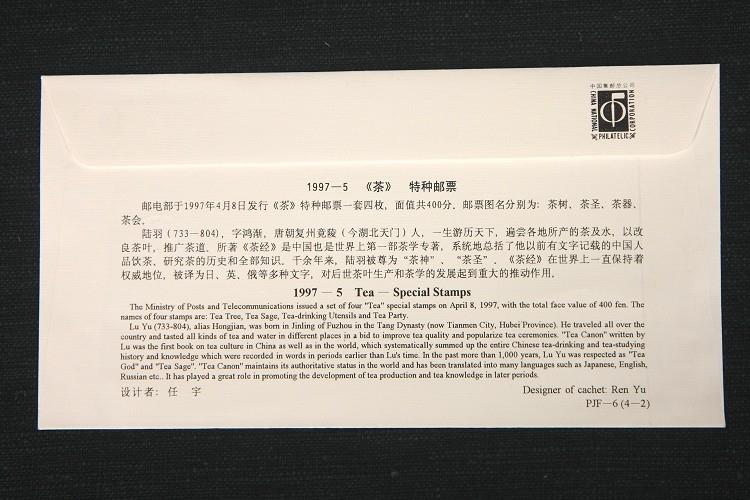 中国集邮总公司
CHINA NATIONAL
PHILATELIC
CORPORATION
1997—5 《茶》 特种邮票
邮电部于1997年4月8日发行《茶》特种邮票一套四枚，面值共400分，邮票图名分别为：茶树、茶圣、茶器、
茶会。
陆羽（733—804），字鸿渐，唐朝复州竟陵（今湖北天门）人，一生游历天下，遍尝各地所产的茶及水，以改
良茶叶，推广茶道，所著《茶经》是中国也是世界上第一部茶学专著，系统地总括了他以前有文字记载的中国人
品饮茶、研究茶的历史和全部知识。千余年来，陆羽被尊为“茶神”、“茶圣”，《茶经》在世界上一直保持着
权威地位，被译为日、英、俄等多种文字，对后世茶叶生产和茶学的发展起到重大的推动作用。
1997 — 5 Tea — Special Stamps
The Ministry of Posts and Telecommunications issued a set of four "Tea" special stamps on April 8, 1997, with the total face value of 400 fen. The
names of four stamps are: Tea Tree, Tea Sage, Tea-drinking Utensils and Tea Party.
Lu Yu (733-804), alias Hongjian, was born in Jinling of Fuzhou in the Tang Dynasty (now Tianmen City, Hubei Province). He traveled all over the
country and tasted all kinds of tea and water in different places in a bid to improve tea quality and popularize tea ceremonies. "Tea Canon" written by
Lu was the first book on tea culture in China as well as in the world, which systematically summed up the entire Chinese tea-drinking and tea-studying
history and knowledge which were recorded in words in periods earlier than Lu's time. In the past more than 1,000 years, Lu Yu was respected as "Tea
God" and "Tea Sage". "Tea Canon" maintains its authoritative status in the world and has been translated into many languages such as Japanese, English,
Russian etc.. It has played a great role in promoting the development of tea production and tea knowledge in later periods.
设计者：任 宇
Designer of cachet: Ren Yu
PJF—6 (4—2)